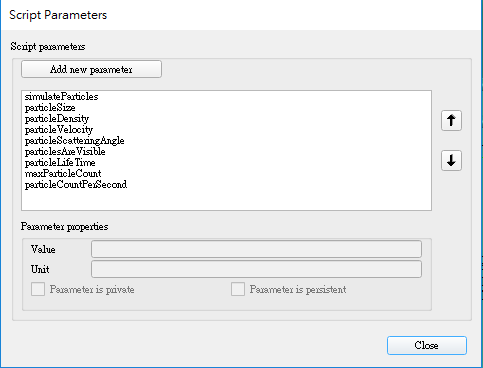 Script Parameters
Script parameters
Add new parameter
simulateParticles
particleSize
particleDensity
particleVelocity
particleScatteringAngle
particlesAreVisible
particleLifeTime
maxParticleCount
particleCountPerSecond
Parameter properties
Value
Unit
Parameter is private
Parameter is persistent
Close